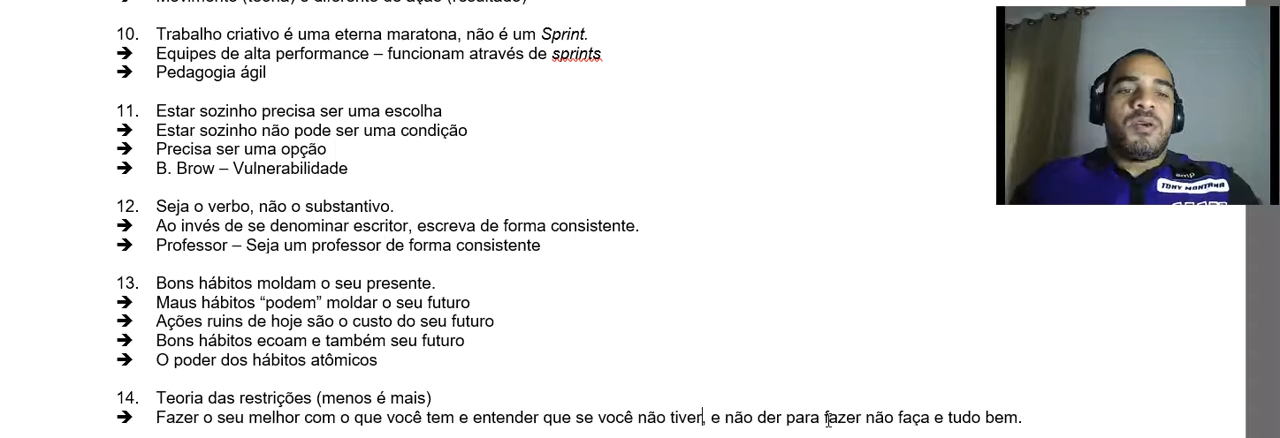 10. Trabalho criativo é uma eterna maratona, não é um Sprint.
➔ Equipes de alta performance – funcionam através de sprints
➔ Pedagogia ágil
11. Estar sozinho precisa ser uma escolha
➔ Estar sozinho não pode ser uma condição
➔ Precisa ser uma opção
➔ B. Brow – Vulnerabilidade
12. Seja o verbo, não o substantivo.
➔ Ao invés de se denominar escritor, escreva de forma consistente.
➔ Professor – Seja um professor de forma consistente
13. Bons hábitos moldam o seu presente.
➔ Maus hábitos “podem” moldar o seu futuro
➔ Ações ruins de hoje são o custo do seu futuro
➔ Bons hábitos ecoam e também seu futuro
➔ O poder dos hábitos atômicos
14. Teoria das restrições (menos é mais)
➔ Fazer o seu melhor com o que você tem e entender que se você não tiver, e não der para fazer não faça e tudo bem.
TONY MONTANA